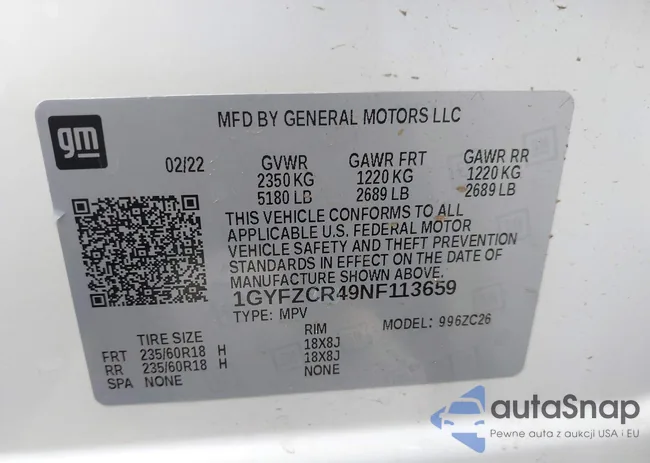 gm
MFD BY GENERAL MOTORS LLC
02/22 GVWR GAWR FRT GAWR RR
2350 KG 1220 KG 1220 KG
5180 LB 2689 LB 2689 LB
THIS VEHICLE CONFORMS TO ALL
APPLICABLE U.S. FEDERAL MOTOR
VEHICLE SAFETY AND THEFT PREVENTION
STANDARDS IN EFFECT ON THE DATE OF
MANUFACTURE SHOWN ABOVE.
1GYFZCR49NF113659
TYPE: MPV MODEL: 996ZC26
TIRE SIZE RIM
FRT 235/60R18 H 18X8J
RR 235/60R18 H 18X8J
SPA NONE NONE
autaSnap
Pewne auta z aukcji USA i EU